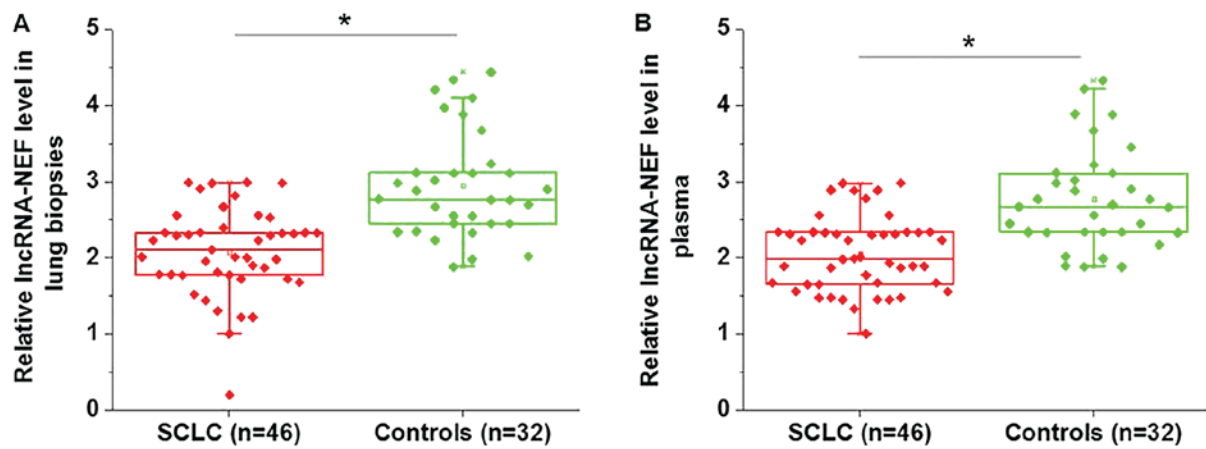 A
Relative lncRNA-NEF level in
lung biopsies
5
4
3
2
1
0
*
SCLC (n=46)
Controls (n=32)
B
Relative lncRNA-NEF level in
plasma
5
4
3
2
1
0
*
SCLC (n=46)
Controls (n=32)